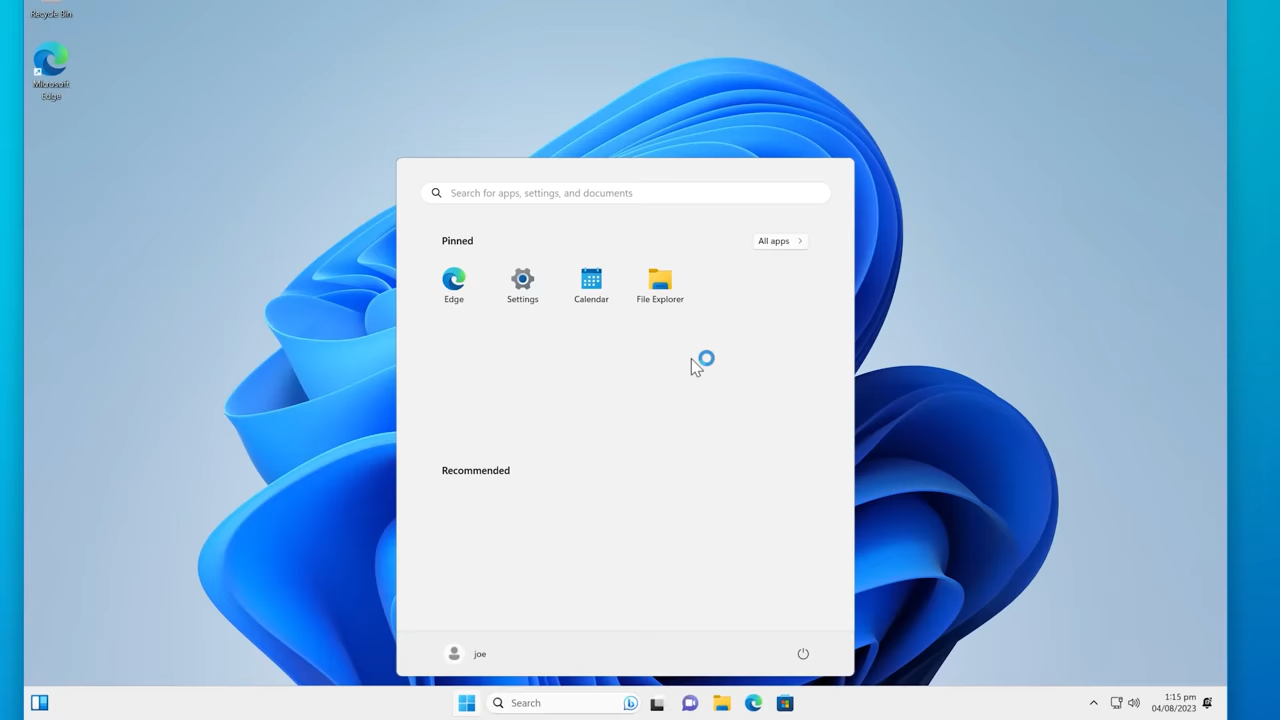 Recycle Bin
Microsoft
Edge
Search for apps, settings, and documents
Pinned
All apps
Edge
Settings
Calendar
File Explorer
Recommended
joe
Search
1:15 pm
04/08/2023